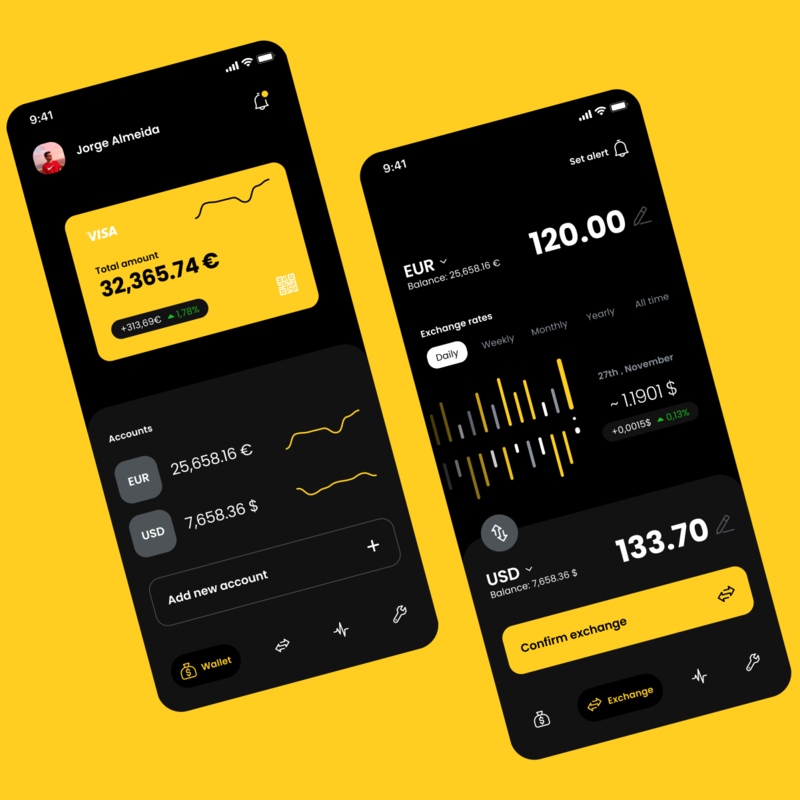 9:41
Jorge Almeida
VISA
Total amount
32,365.74 €
+313,69€ 1,78%
Accounts
EUR
25,658.16 €
USD
7,658.36 $
Add new account +
Wallet
9:41
Set alert
EUR
120.00
Balance: 25,658.16 €
Exchange rates
Daily Weekly Monthly Yearly All time
27th , November
~ 1.1901 $
+0,0015$ 0,13%
USD
133.70
Balance: 7,658.36 $
Confirm exchange
Exchange